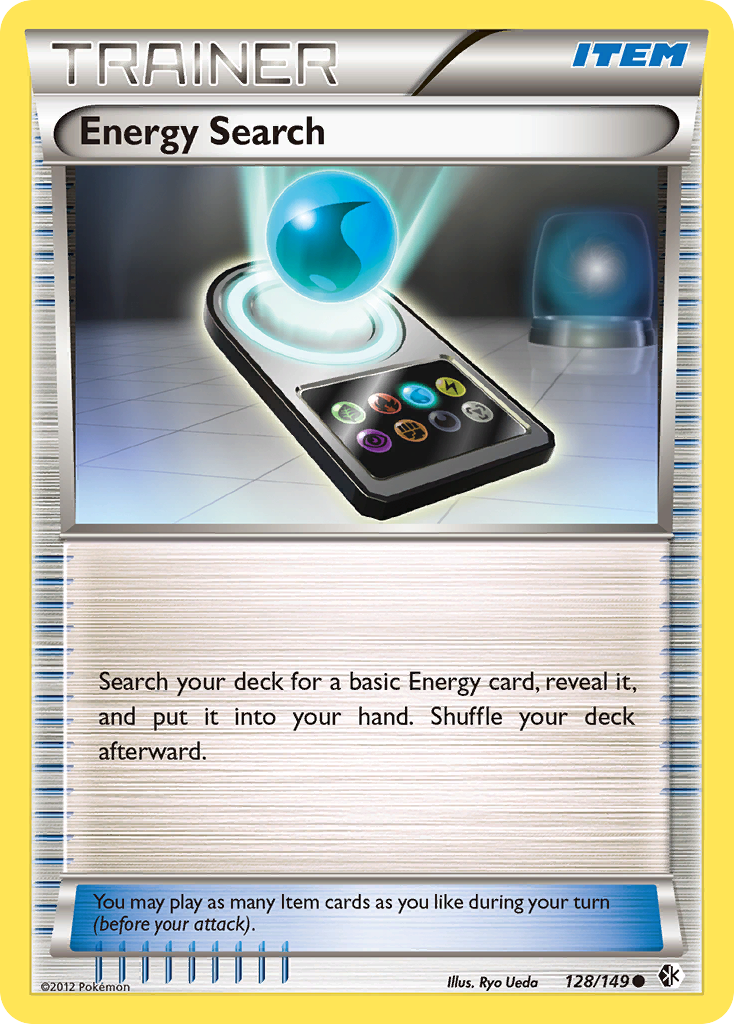 TRAINER
ITEM
Energy Search
Search your deck for a basic Energy card, reveal it,
and put it into your hand. Shuffle your deck
afterward.
You may play as many Item cards as you like during your turn
(before your attack).
©2012 Pokémon
Illus. Ryo Ueda
128/149